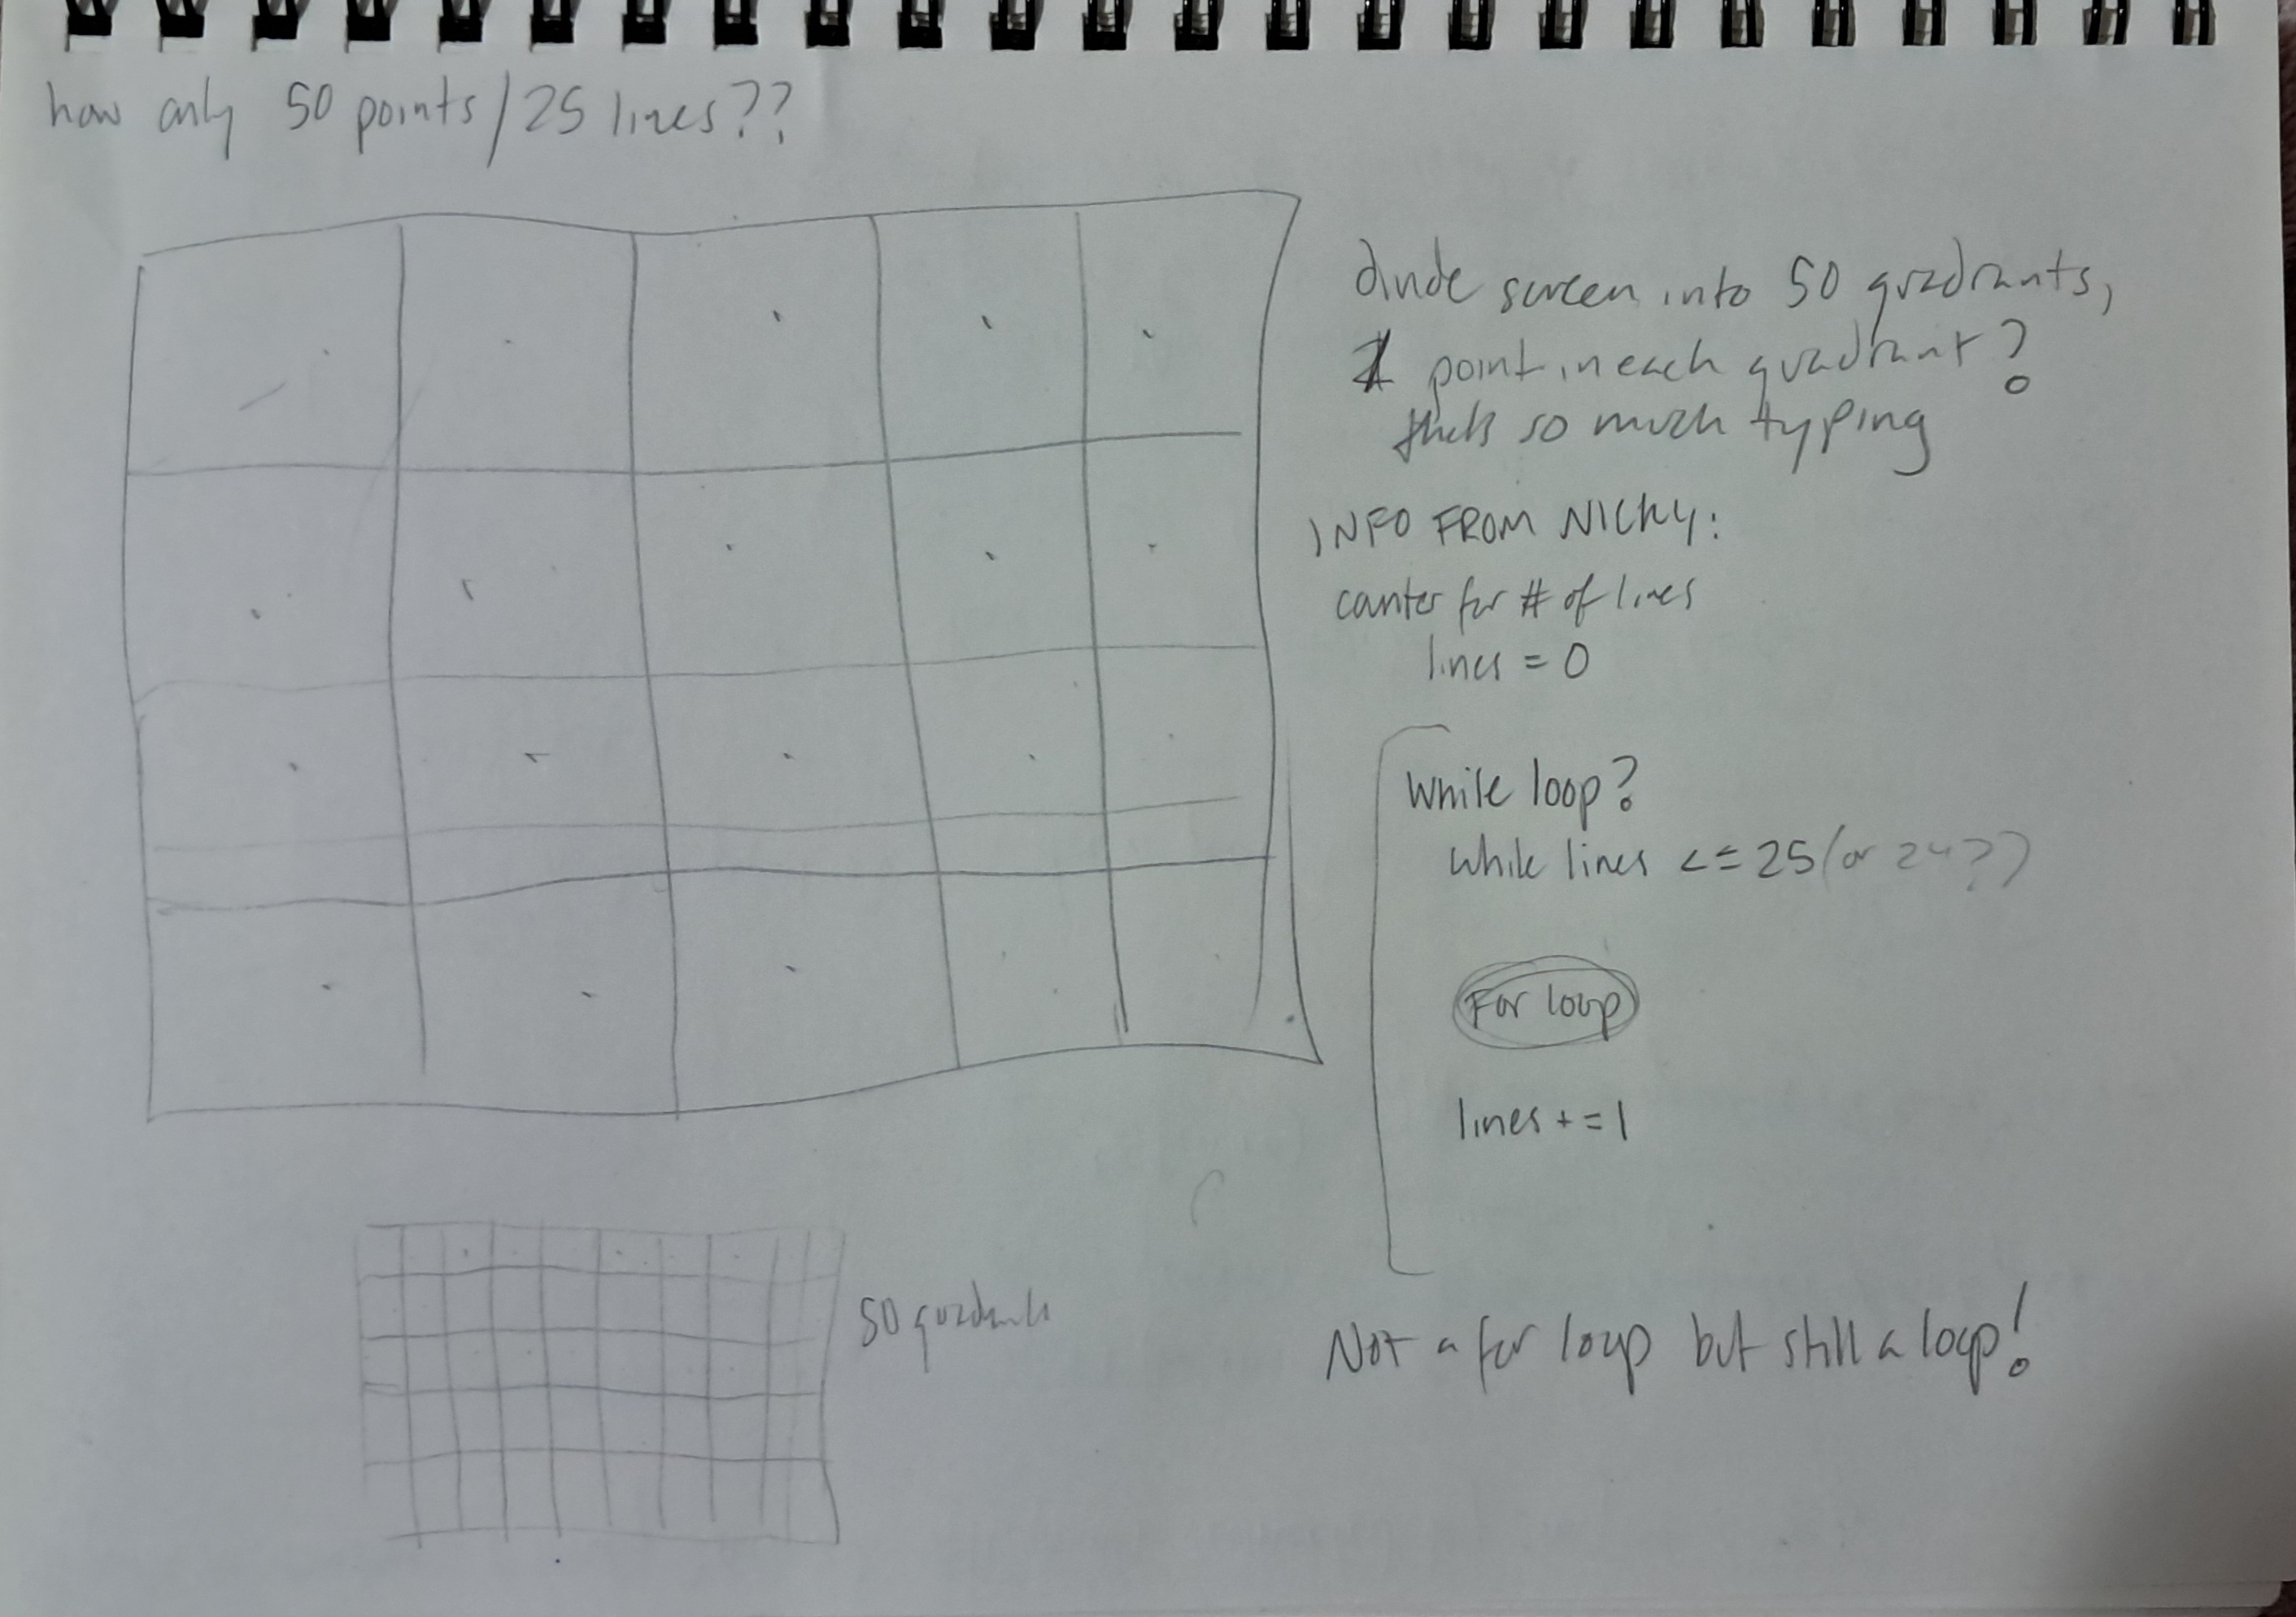 how only 50 points/25 lines??
divide screen into 50 quadrants,
1 point in each quadrant?
thats so much typing
INFO FROM NICKY:
counter for # of lines
lines = 0
While loop?
while lines <= 25 (or 24??)
For loop
lines += 1
50 quadrants
Not a for loop but still a loop!